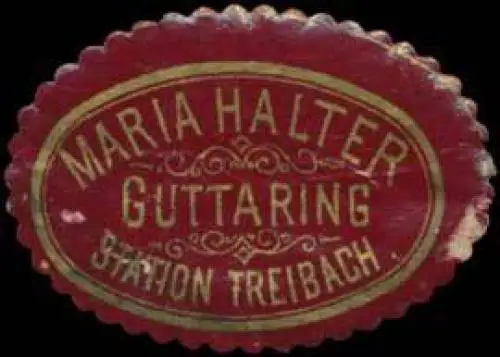 MARIA HALTER
GUTTARING
STATION TREIBACH.